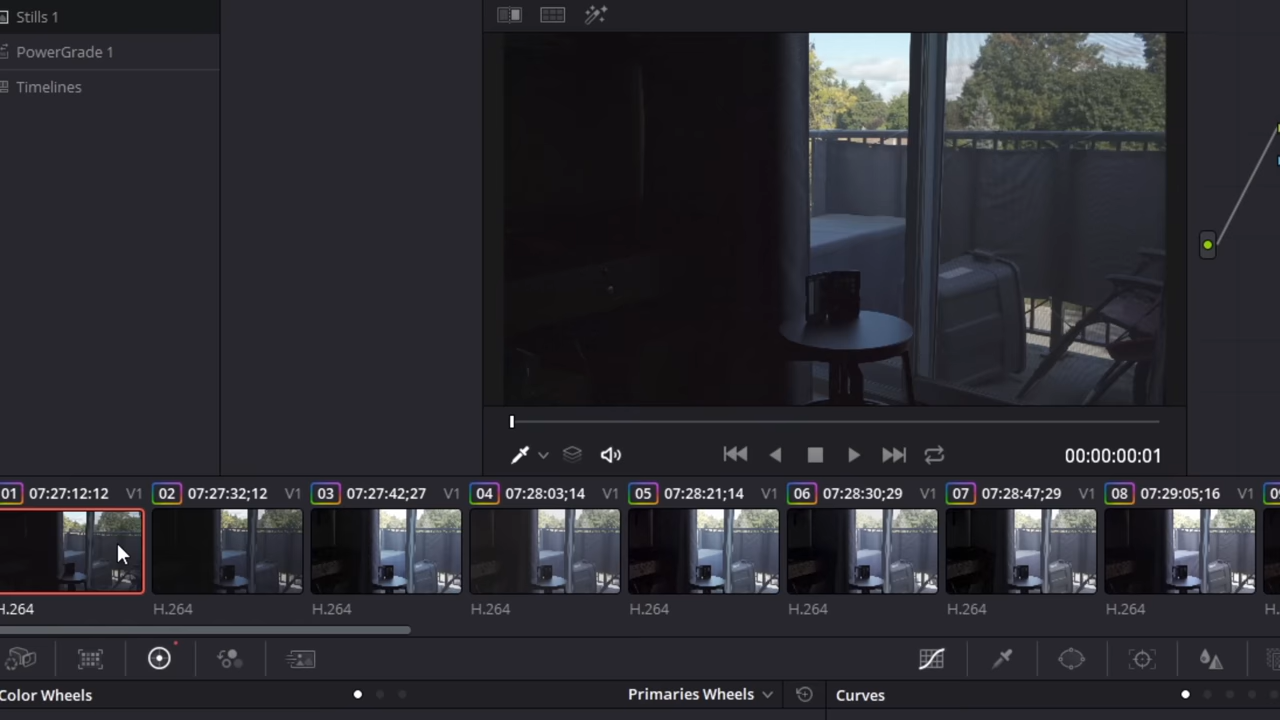 Stills 1
PowerGrade 1
Timelines
00:00:00:01
01 07:27:12:12 V1 02 07:27:32;12 V1 03 07:27:42;27 V1 04 07:28:03;14 V1 05 07:28:21;14 V1 06 07:28:30;29 V1 07 07:28:47;29 V1 08 07:29:05;16 V1
H.264 H.264 H.264 H.264 H.264 H.264 H.264 H.264 H.
Color Wheels Primaries Wheels Curves